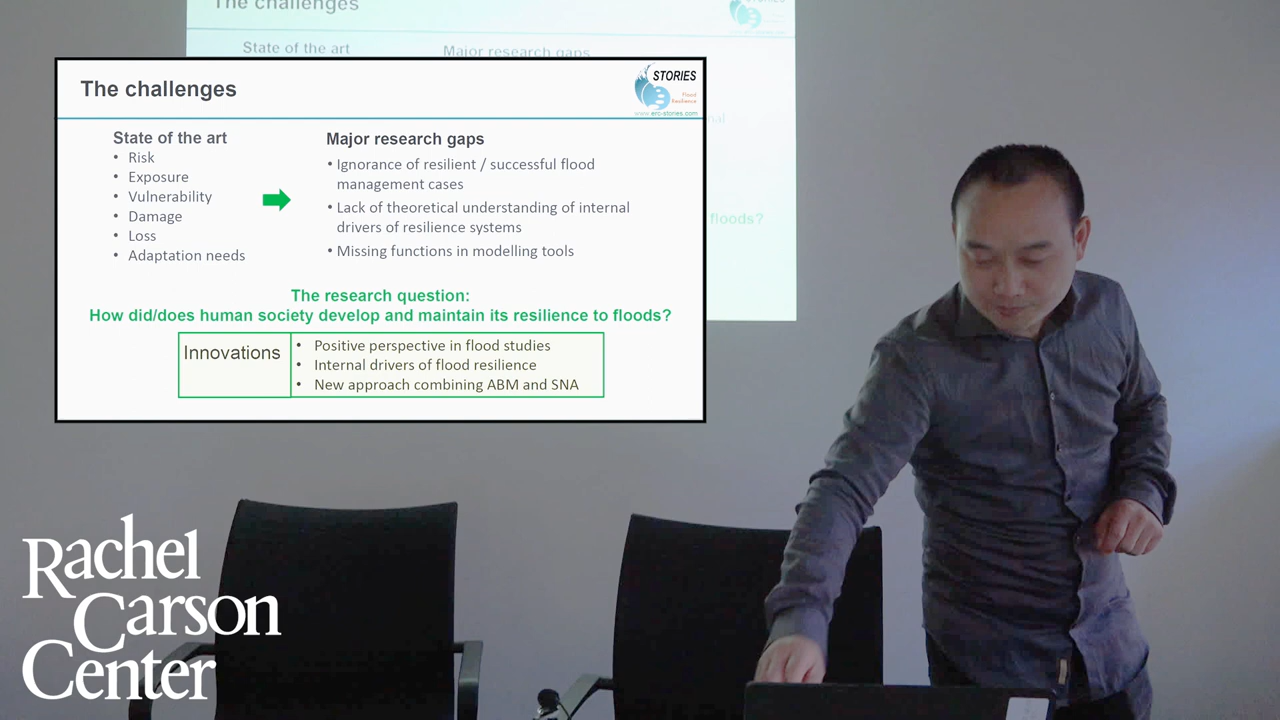 The challenges
State of the art
Major research gaps
The challenges
STORIES
Flood
Resilience
www.erc-stories.com
State of the art
• Risk
• Exposure
• Vulnerability
• Damage
• Loss
• Adaptation needs
Major research gaps
• Ignorance of resilient / successful flood
management cases
• Lack of theoretical understanding of internal
drivers of resilience systems
• Missing functions in modelling tools
The research question:
How did/does human society develop and maintain its resilience to floods?
floods?
Innovations
• Positive perspective in flood studies
• Internal drivers of flood resilience
• New approach combining ABM and SNA
Rachel
Carson
Center